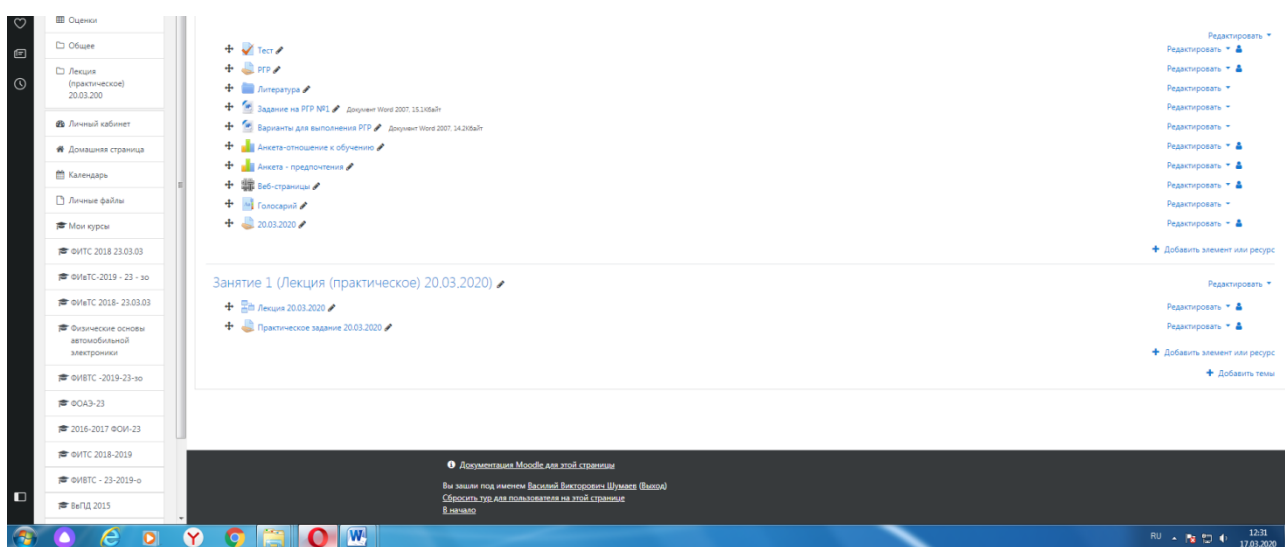 Оценки
Общее
Лекция
(практическое)
20.03.200
Личный кабинет
Домашняя страница
Календарь
Личные файлы
Мои курсы
ФИТС 2018 23.03.03
ФИвТС-2019 - 23 - зо
ФИвТС 2018- 23.03.03
Физические основы
автомобильной
электроники
ФИВТС -2019-23-зо
ФОАЭ-23
2016-2017 ФОИ-23
ФИТС 2018-2019
ФИВТС - 23-2019-о
ВвПД 2015
Редактировать
Тест Редактировать
РГР Редактировать
Литература Редактировать
Задание на РГР №1 Документ Word 2007, 15.1Кбайт Редактировать
Варианты для выполнения РГР Документ Word 2007, 14.2Кбайт Редактировать
Анкета-отношение к обучению Редактировать
Анкета - предпочтения Редактировать
Веб-страницы Редактировать
Голосарий Редактировать
20.03.2020 Редактировать
Добавить элемент или ресурс
Занятие 1 (Лекция (практическое) 20.03.2020) Редактировать
Лекция 20.03.2020 Редактировать
Практическое задание 20.03.2020 Редактировать
Добавить элемент или ресурс
Добавить темы
Документация Moodle для этой страницы
Вы зашли под именем Василий Викторович Шумаев (Выход)
Сбросить тур для пользователя на этой странице
В начало
RU 12:31
17.03.2020